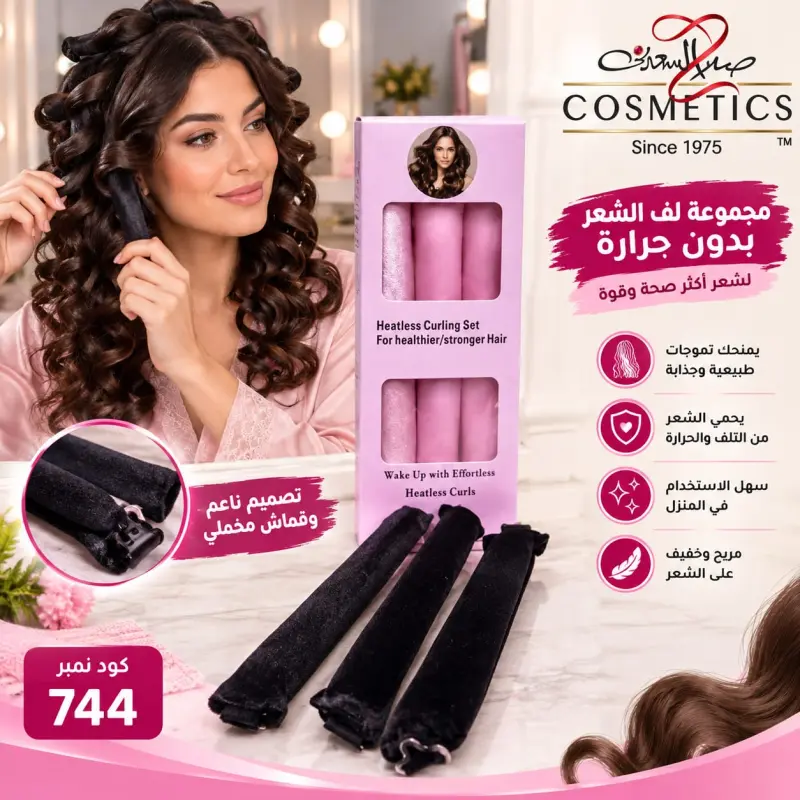 COSMETICS
Since 1975
TM
مجموعة لف الشعر
بدون حرارة
لشعر أكثر صحة وقوة
يمنحك تموجات
طبيعية وجذابة
يحمي الشعر
من التلف والحرارة
سهل الاستخدام
في المنزل
مريح وخفيف
على الشعر
Heatless Curling Set
For healthier/stronger Hair
Wake Up with Effortless
Heatless Curls
تصميم ناعم
وقماش مخملي
كود نمبر
744